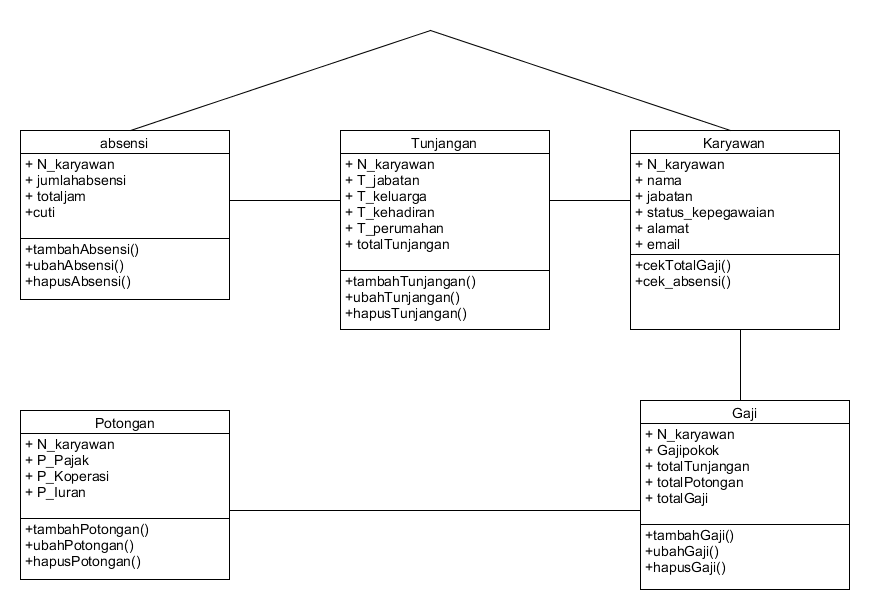 absensi
+ N_karyawan
+ jumlahabsensi
+ totaljam
+cuti
+tambahAbsensi()
+ubahAbsensi()
+hapusAbsensi()
Tunjangan
+ N_karyawan
+ T_jabatan
+ T_keluarga
+ T_kehadiran
+ T_perumahan
+ totalTunjangan
+tambahTunjangan()
+ubahTunjangan()
+hapusTunjangan()
Karyawan
+ N_karyawan
+ nama
+ jabatan
+ status_kepegawaian
+ alamat
+ email
+cekTotalGaji()
+cek_absensi()
Potongan
+ N_karyawan
+ P_Pajak
+ P_Koperasi
+ P_Iuran
+tambahPotongan()
+ubahPotongan()
+hapusPotongan()
Gaji
+ N_karyawan
+ Gajipokok
+ totalTunjangan
+ totalPotongan
+ totalGaji
+tambahGaji()
+ubahGaji()
+hapusGaji()